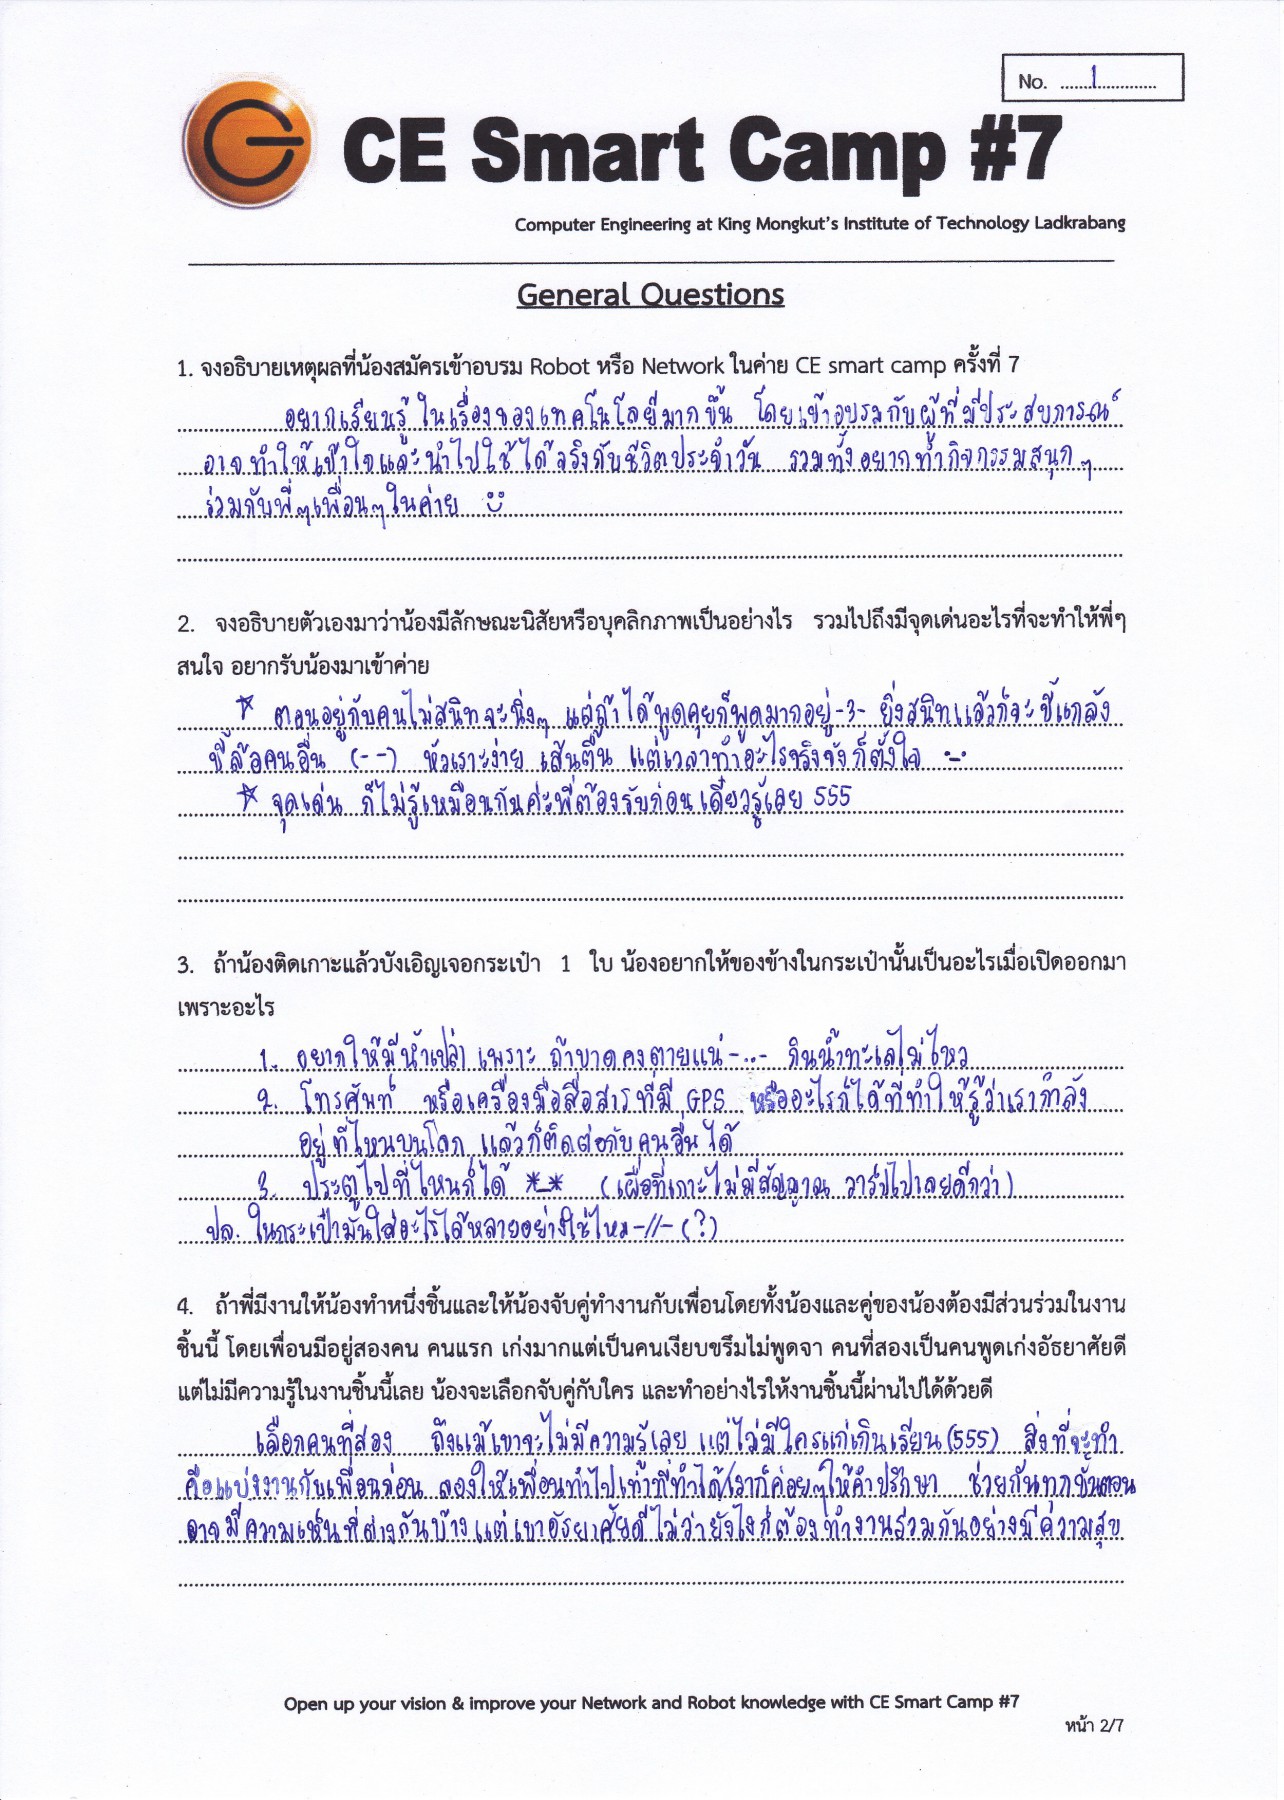 No. 1
CE Smart Camp #7
Computer Engineering at King Mongkut's Institute of Technology Ladkrabang
General Questions
1. จงอธิบายเหตุผลที่น้องสมัครเข้าอบรม Robot หรือ Network ในค่าย CE smart camp ครั้งที่ 7
อยากเรียนรู้ ในเรื่องของเทคโนโลยีมากขึ้น โดยเข้าอบรมกับผู้ที่มีประสบการณ์
อาจทำให้เข้าใจและนำไปใช้ได้จริงกับชีวิตประจำวัน รวมทั้งอยากทำกิจกรรมสนุกๆ
ร่วมกับพี่ๆเพื่อนๆในค่าย
2. จงอธิบายตัวเองมาว่าน้องมีลักษณะนิสัยหรือบุคลิกภาพเป็นอย่างไร รวมไปถึงมีจุดเด่นอะไรที่จะทำให้พี่ๆ
สนใจ อยากรับน้องมาเข้าค่าย
ตอนอยู่กับคนไม่สนิทจะนิ่งๆ แต่ถ้าได้พูดคุยก็พูดมากอยู่ -3- ยิ่งสนิทแล้วก็จะขี้แกล้ง
ขี้ล้อคนอื่น (--) หัวเราะง่าย เส้นตื้น แต่เวลาทำอะไรจริงจังก็ตั้งใจ
จุดเด่น ก็ไม่รู้เหมือนกันค่ะพี่ต้องรับก่อนเดี๋ยวรู้เลย 555
3. ถ้าน้องติดเกาะแล้วบังเอิญเจอกระเป๋า 1 ใบ น้องอยากให้ของข้างในกระเป๋านั้นเป็นอะไรเมื่อเปิดออกมา
เพราะอะไร
1. อยากให้มีน้ำเปล่า เพราะ ถ้าขาดคงตายแน่ -..- กินน้ำทะเลไม่ไหว
2. โทรศัพท์ หรือเครื่องมือสื่อสารที่มี GPS หรืออะไรก็ได้ที่ทำให้รู้ว่าเรากำลัง
อยู่ที่ไหนบนโลก แล้วก็ติดต่อกับคนอื่นได้
3. ประตูไปที่ไหนก็ได้ *_* (เผื่อที่เกาะไม่มีสัญญาณ วาร์ปไปเลยดีกว่า)
ปล. ในกระเป๋ามันใส่อะไรได้หลายอย่างใช่ไหม -//- (?)
4. ถ้าพี่มีงานให้น้องทำหนึ่งชิ้นและให้น้องจับคู่ทำงานกับเพื่อนโดยทั้งน้องและคู่ของน้องต้องมีส่วนร่วมในงาน
ชิ้นนี้ โดยเพื่อนมีอยู่สองคน คนแรก เก่งมากแต่เป็นคนเงียบขรึมไม่พูดจา คนที่สองเป็นคนพูดเก่งอัธยาศัยดี
แต่ไม่มีความรู้ในงานชิ้นนี้เลย น้องจะเลือกจับคู่กับใคร และทำอย่างไรให้งานชิ้นนี้ผ่านไปได้ด้วยดี
เลือกคนที่สอง ถึงแม้เขาจะไม่มีความรู้เลย แต่ไม่มีใครแก่เกินเรียน (555) สิ่งที่จะทำ
คือแบ่งงานกับเพื่อนก่อน ลองให้เพื่อนทำไปเท่าที่ทำได้/เราก็ค่อยๆให้คำปรึกษา ช่วยกันทุกขั้นตอน
อาจมีความเห็นที่ต่างกันบ้างแต่เขาอัธยาศัยดีไม่ว่ายังไงก็ต้องทำงานร่วมกันอย่างมีความสุข
Open up your vision & improve your Network and Robot knowledge with CE Smart Camp #7
หน้า 2/7